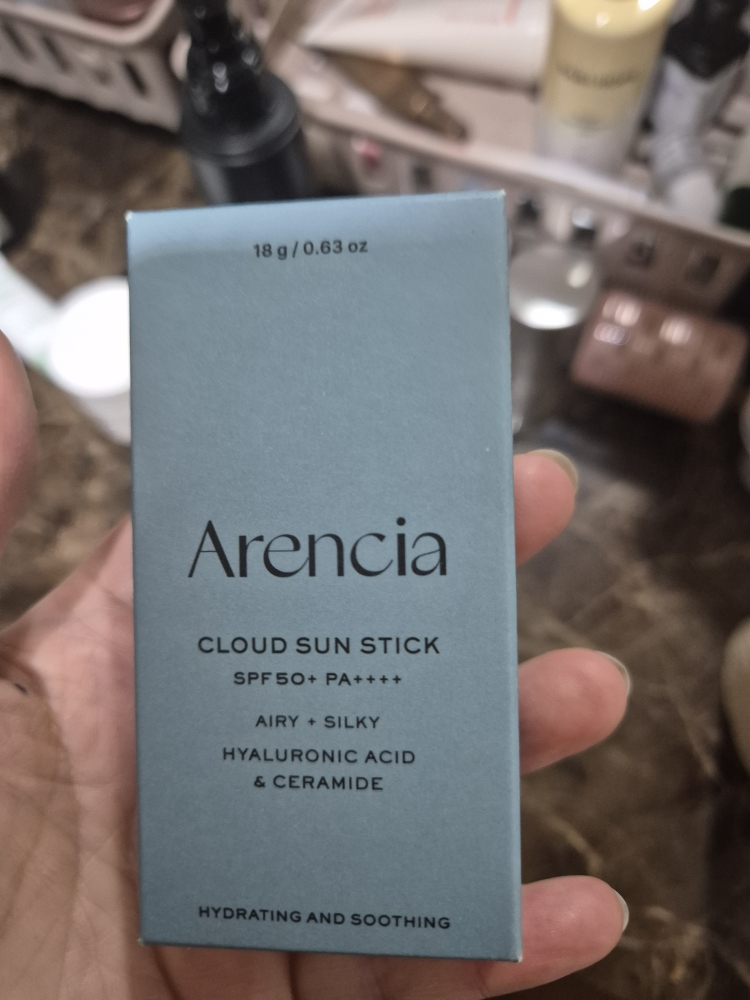 18 g / 0.63 oz
Arencia
CLOUD SUN STICK
SPF50+ PA++++
AIRY + SILKY
HYALURONIC ACID
& CERAMIDE
HYDRATING AND SOOTHING